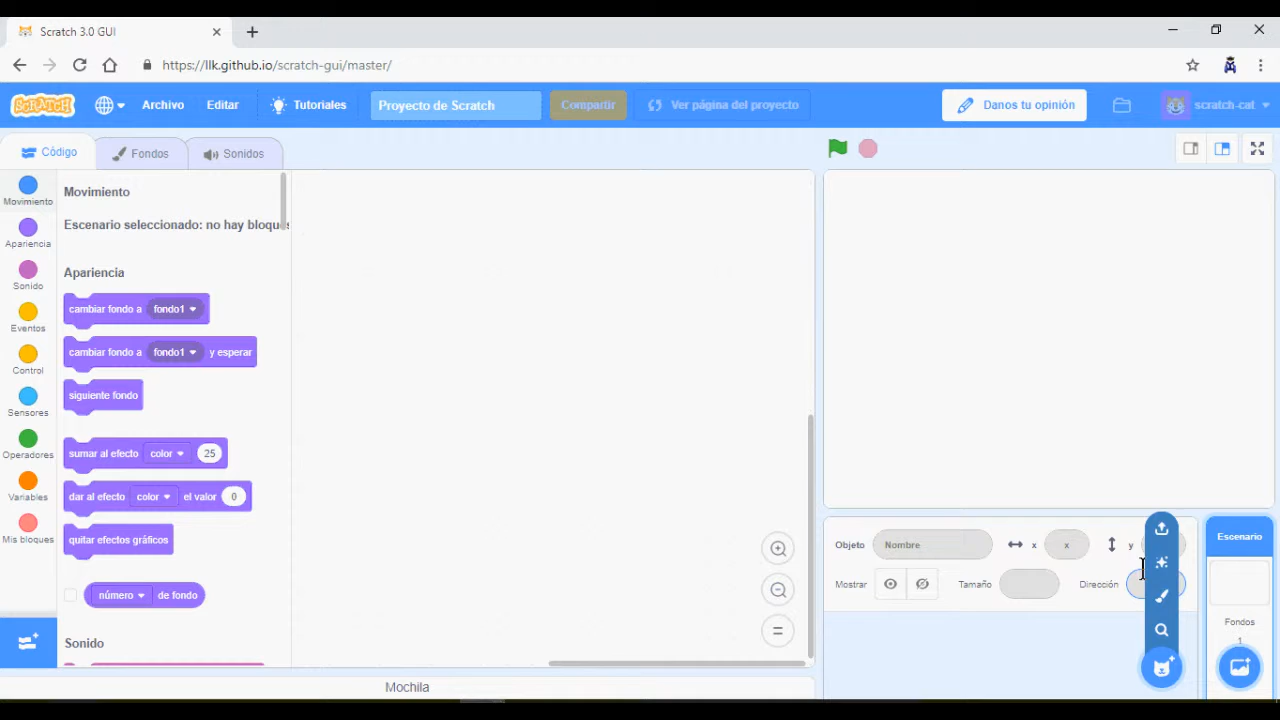 Scratch 3.0 GUI
https://llk.github.io/scratch-gui/master/
SCRATCH
Archivo
Editar
Tutoriales
Proyecto de Scratch
Compartir
Ver página del proyecto
Danos tu opinión
scratch-cat
Código
Fondos
Sonidos
Movimiento
Apariencia
Sonido
Eventos
Control
Sensores
Operadores
Variables
Mis bloques
Movimiento
Escenario seleccionado: no hay bloques
Apariencia
cambiar fondo a fondo1
cambiar fondo a fondo1 y esperar
siguiente fondo
sumar al efecto color 25
dar al efecto color el valor 0
quitar efectos gráficos
número de fondo
Sonido
Mochila
Objeto Nombre x x y
Mostrar Tamaño Dirección
Escenario
Fondos
1